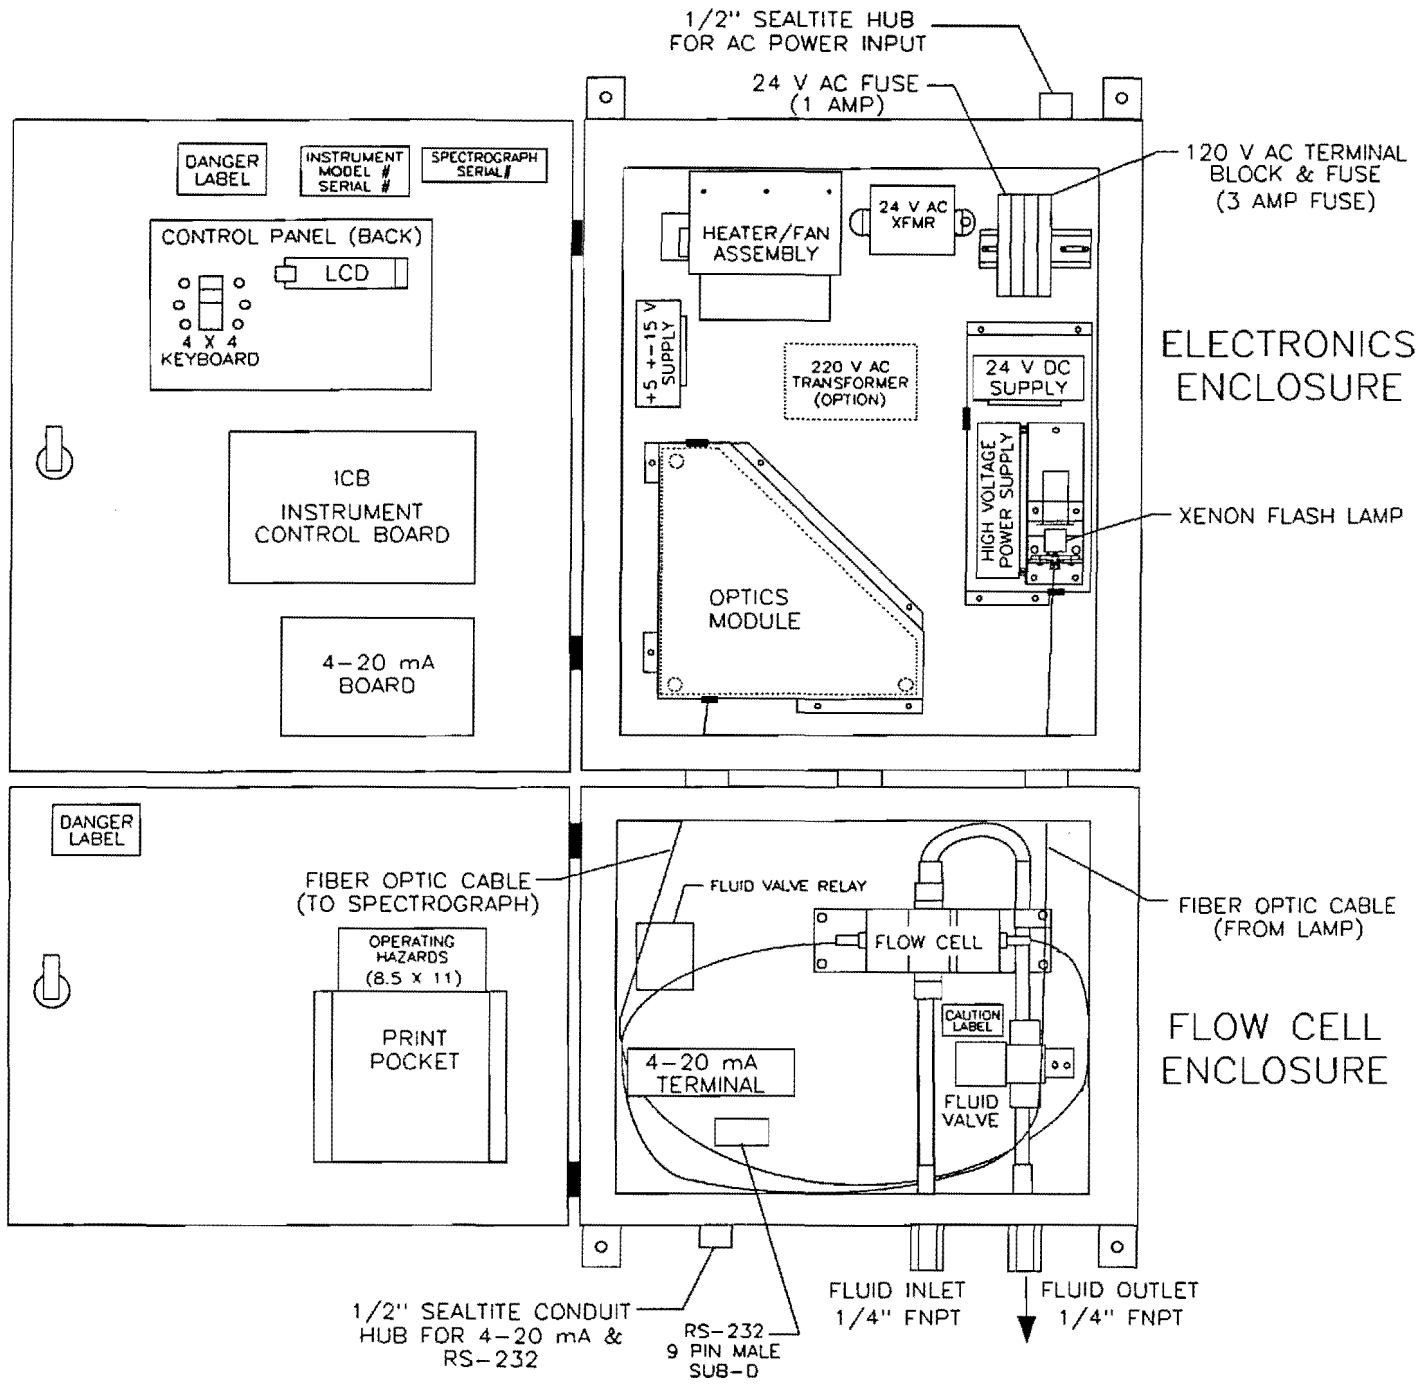 1/2" SEALTITE HUB
FOR AC POWER INPUT
24 V AC FUSE
(1 AMP)
120 V AC TERMINAL
BLOCK & FUSE
(3 AMP FUSE)
DANGER
LABEL
INSTRUMENT
MODEL #
SERIAL #
SPECTROGRAPH
SERIAL#
CONTROL PANEL (BACK)
LCD
4 X 4
KEYBOARD
HEATER/FAN
ASSEMBLY
24 V AC
XFMR
+5 +-15 V
SUPPLY
220 V AC
TRANSFORMER
(OPTION)
24 V DC
SUPPLY
ELECTRONICS
ENCLOSURE
ICB
INSTRUMENT
CONTROL BOARD
HIGH VOLTAGE
POWER SUPPLY
XENON FLASH LAMP
OPTICS
MODULE
4-20 mA
BOARD
DANGER
LABEL
FIBER OPTIC CABLE
(TO SPECTROGRAPH)
FLUID VALVE RELAY
FIBER OPTIC CABLE
(FROM LAMP)
FLOW CELL
OPERATING
HAZARDS
(8.5 X 11)
PRINT
POCKET
CAUTION
LABEL
FLOW CELL
ENCLOSURE
4-20 mA
TERMINAL
FLUID
VALVE
FLUID INLET
1/4" FNPT
FLUID OUTLET
1/4" FNPT
1/2" SEALTITE CONDUIT
HUB FOR 4-20 mA &
RS-232
RS-232
9 PIN MALE
SUB-D